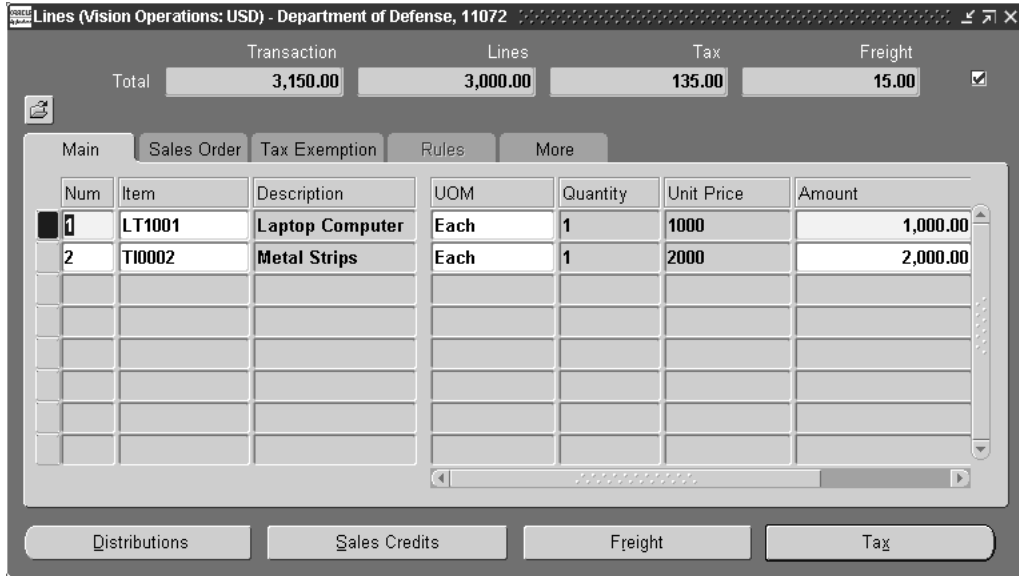 Lines (Vision Operations: USD) - Department of Defense, 11072
Transaction Lines Tax Freight
Total 3,150.00 3,000.00 135.00 15.00
Main Sales Order Tax Exemption Rules More
Num Item Description UOM Quantity Unit Price Amount
1 LT1001 Laptop Computer Each 1 1000 1,000.00
2 TI0002 Metal Strips Each 1 2000 2,000.00
Distributions Sales Credits Freight Tax